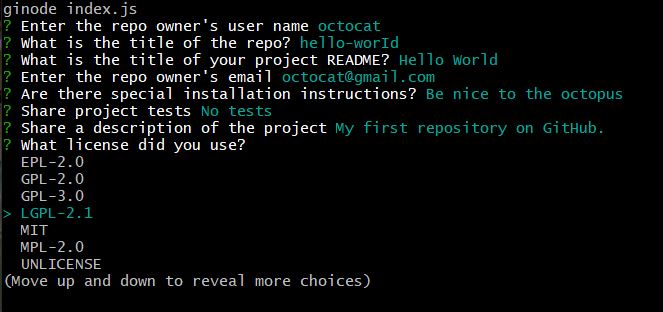 ginode index.js
? Enter the repo owner's user name octocat
? What is the title of the repo? hello-worId
? What is the title of your project README? Hello World
? Enter the repo owner's email octocat@gmail.com
? Are there special installation instructions? Be nice to the octopus
? Share project tests No tests
? Share a description of the project My first repository on GitHub.
? What license did you use?
EPL-2.0
GPL-2.0
GPL-3.0
> LGPL-2.1
MIT
MPL-2.0
UNLICENSE
(Move up and down to reveal more choices)